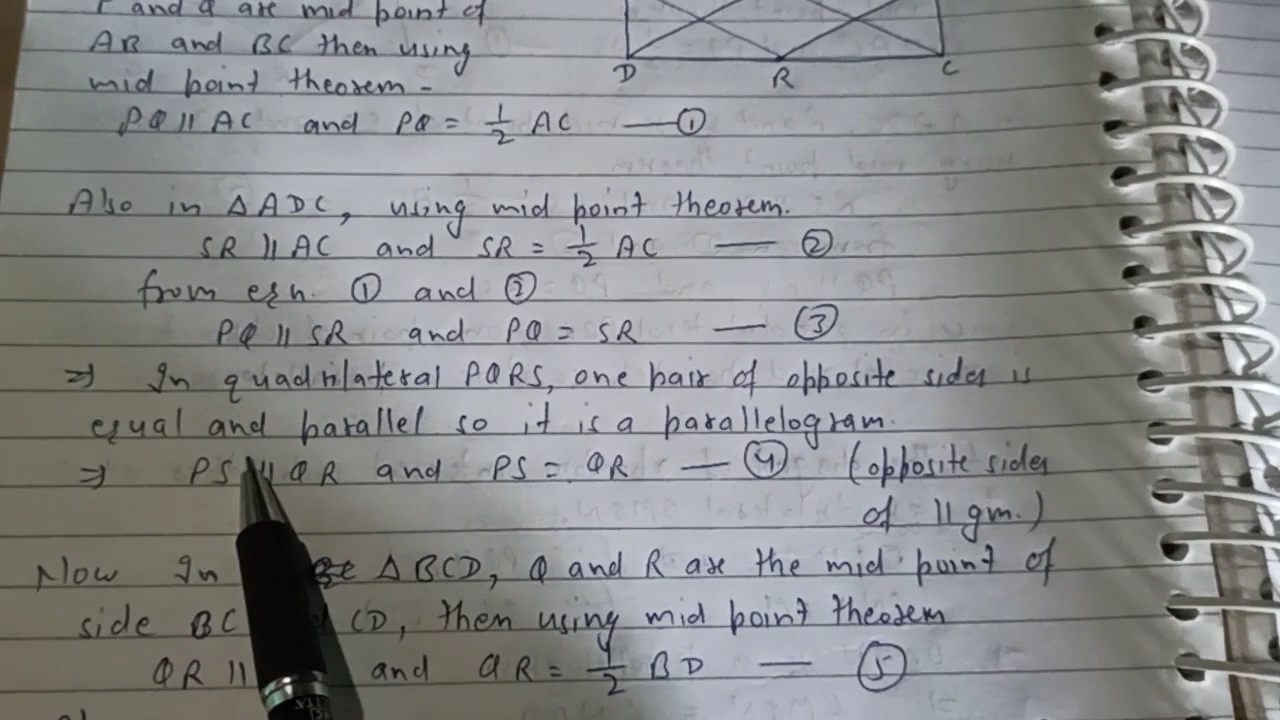 P and Q are mid point of
AB and BC then using
mid point theorem -
PQ || AC and PQ = 1/2 AC — ①
D R C
Also in △ADC, using mid point theorem.
SR || AC and SR = 1/2 AC — ②
from eqn. ① and ②
PQ || SR and PQ = SR — ③
⇒ In quadrilateral PQRS, one pair of opposite sides is
equal and parallel so it is a parallelogram.
⇒ PS || QR and PS = QR — ④ (opposite sides
of || gm.)
Now In △BCD, Q and R are the mid point of
side BC CD, then using mid point theorem
QR || and QR = 1/2 BD — ⑤